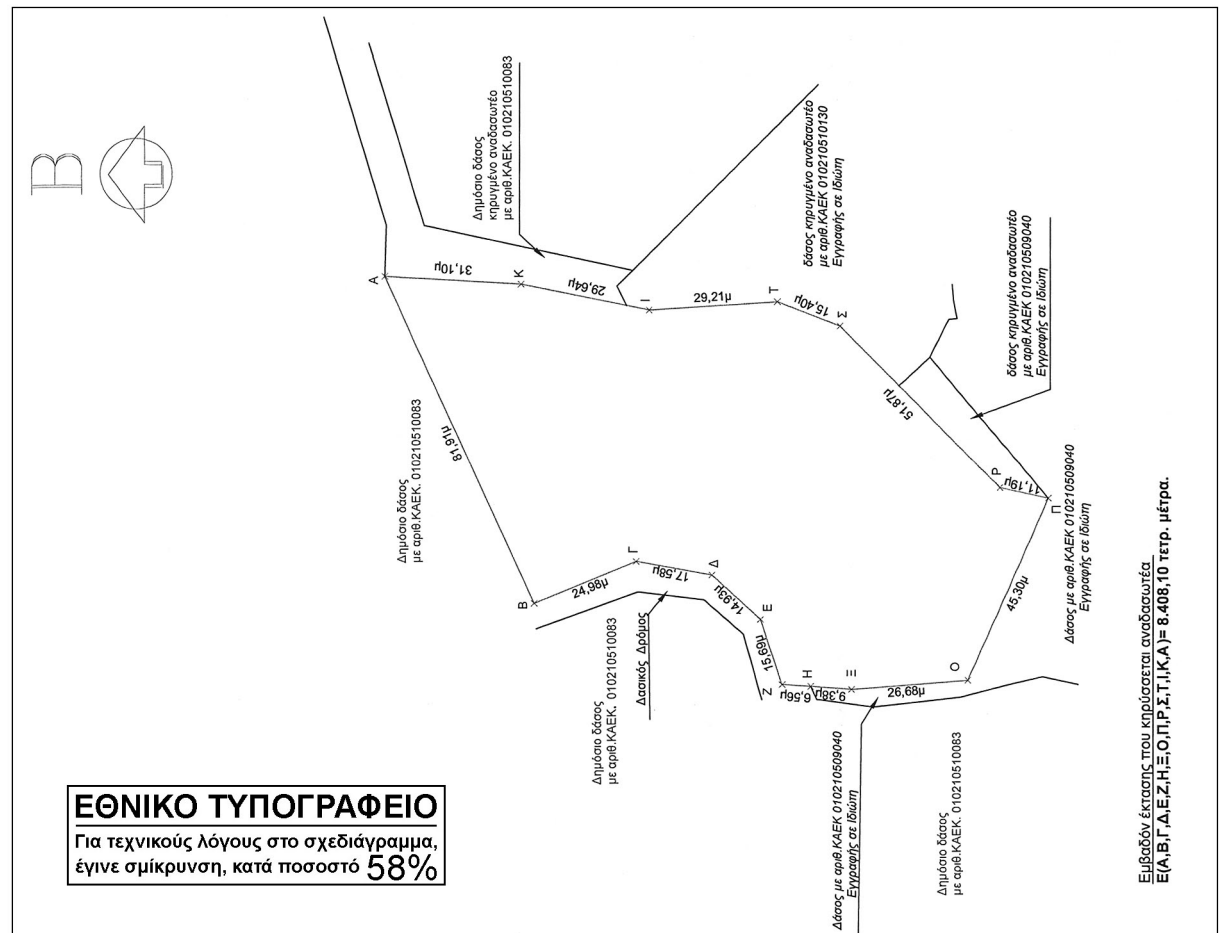 Β
Δημόσιο δάσος
κηρυγμένο αναδασωτέο
με αριθ.ΚΑΕΚ. 010210510083
Α
31,10μ
Κ
29,64μ
Ι
29,21μ
Τ
15,40μ
Σ
δάσος κηρυγμένο αναδασωτέο
με αριθ.ΚΑΕΚ 010210510130
Εγγραφής σε Ιδιώτη
δάσος κηρυγμένο αναδασωτέο
με αριθ.ΚΑΕΚ 010210509040
Εγγραφής σε Ιδιώτη
51,87μ
Ρ
11,19μ
Π
Δάσος με αριθ.ΚΑΕΚ 010210509040
Εγγραφής σε Ιδιώτη
81,91μ
Δημόσιο δάσος
με αριθ.ΚΑΕΚ. 010210510083
Β
24,98μ
Γ
17,58μ
Δ
14,93μ
Ε
15,69μ
Ζ
6,56μ
Η
9,38μ
Ξ
26,68μ
Ο
45,30μ
Δημόσιο δάσος
με αριθ.ΚΑΕΚ. 010210510083
Δασικός Δρόμος
Δάσος με αριθ.ΚΑΕΚ 010210509040
Εγγραφής σε Ιδιώτη
Δημόσιο δάσος
με αριθ.ΚΑΕΚ. 010210510083
Εμβαδόν έκτασης που κηρύσσεται αναδασωτέα
Ε(Α,Β,Γ,Δ,Ε,Ζ,Η,Ξ,Ο,Π,Ρ,Σ,Τ,Ι,Κ,Α)= 8.408,10 τετρ. μέτρα.
ΕΘΝΙΚΟ ΤΥΠΟΓΡΑΦΕΙΟ
Για τεχνικούς λόγους στο σχεδιάγραμμα,
έγινε σμίκρυνση, κατά ποσοστό 58%